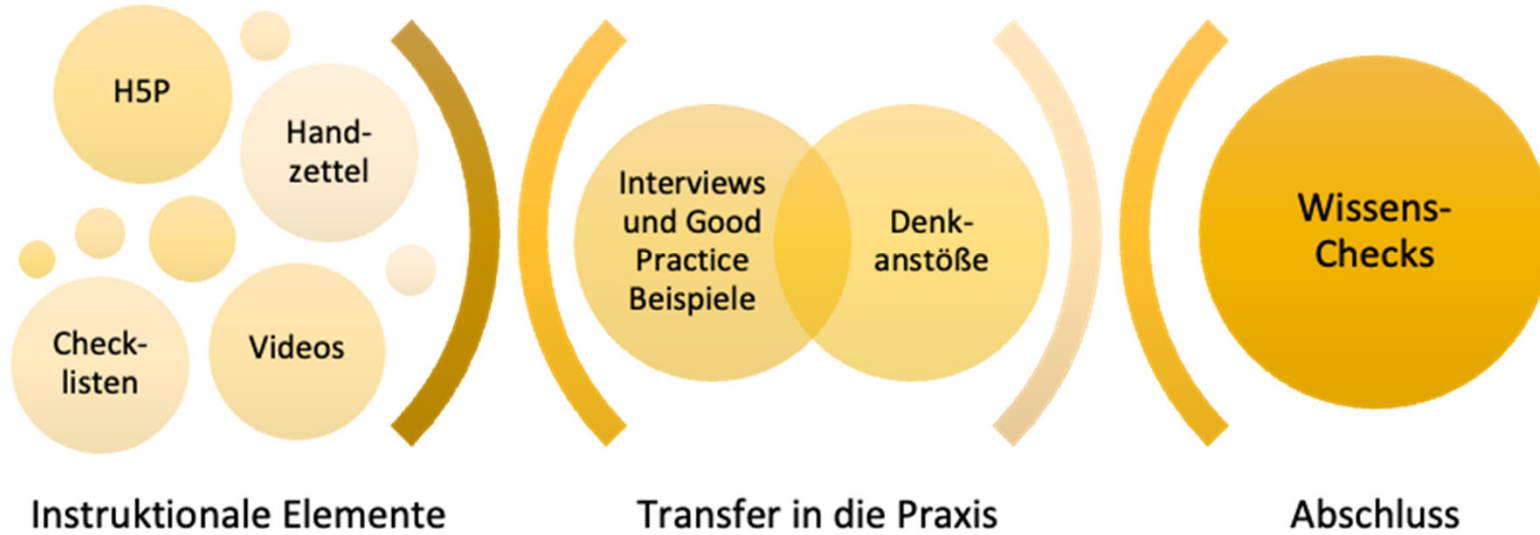 H5P
Hand-
zettel
Check-
listen
Videos
Interviews
und Good
Practice
Beispiele
Denk-
anstöße
Wissens-
Checks
Instruktionale Elemente
Transfer in die Praxis
Abschluss